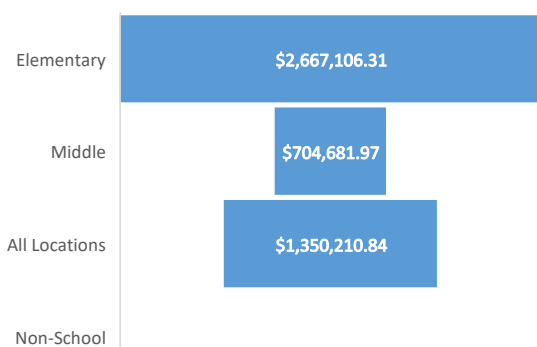 Elementary $2,667,106.31
Middle $704,681.97
All Locations $1,350,210.84
Non-School